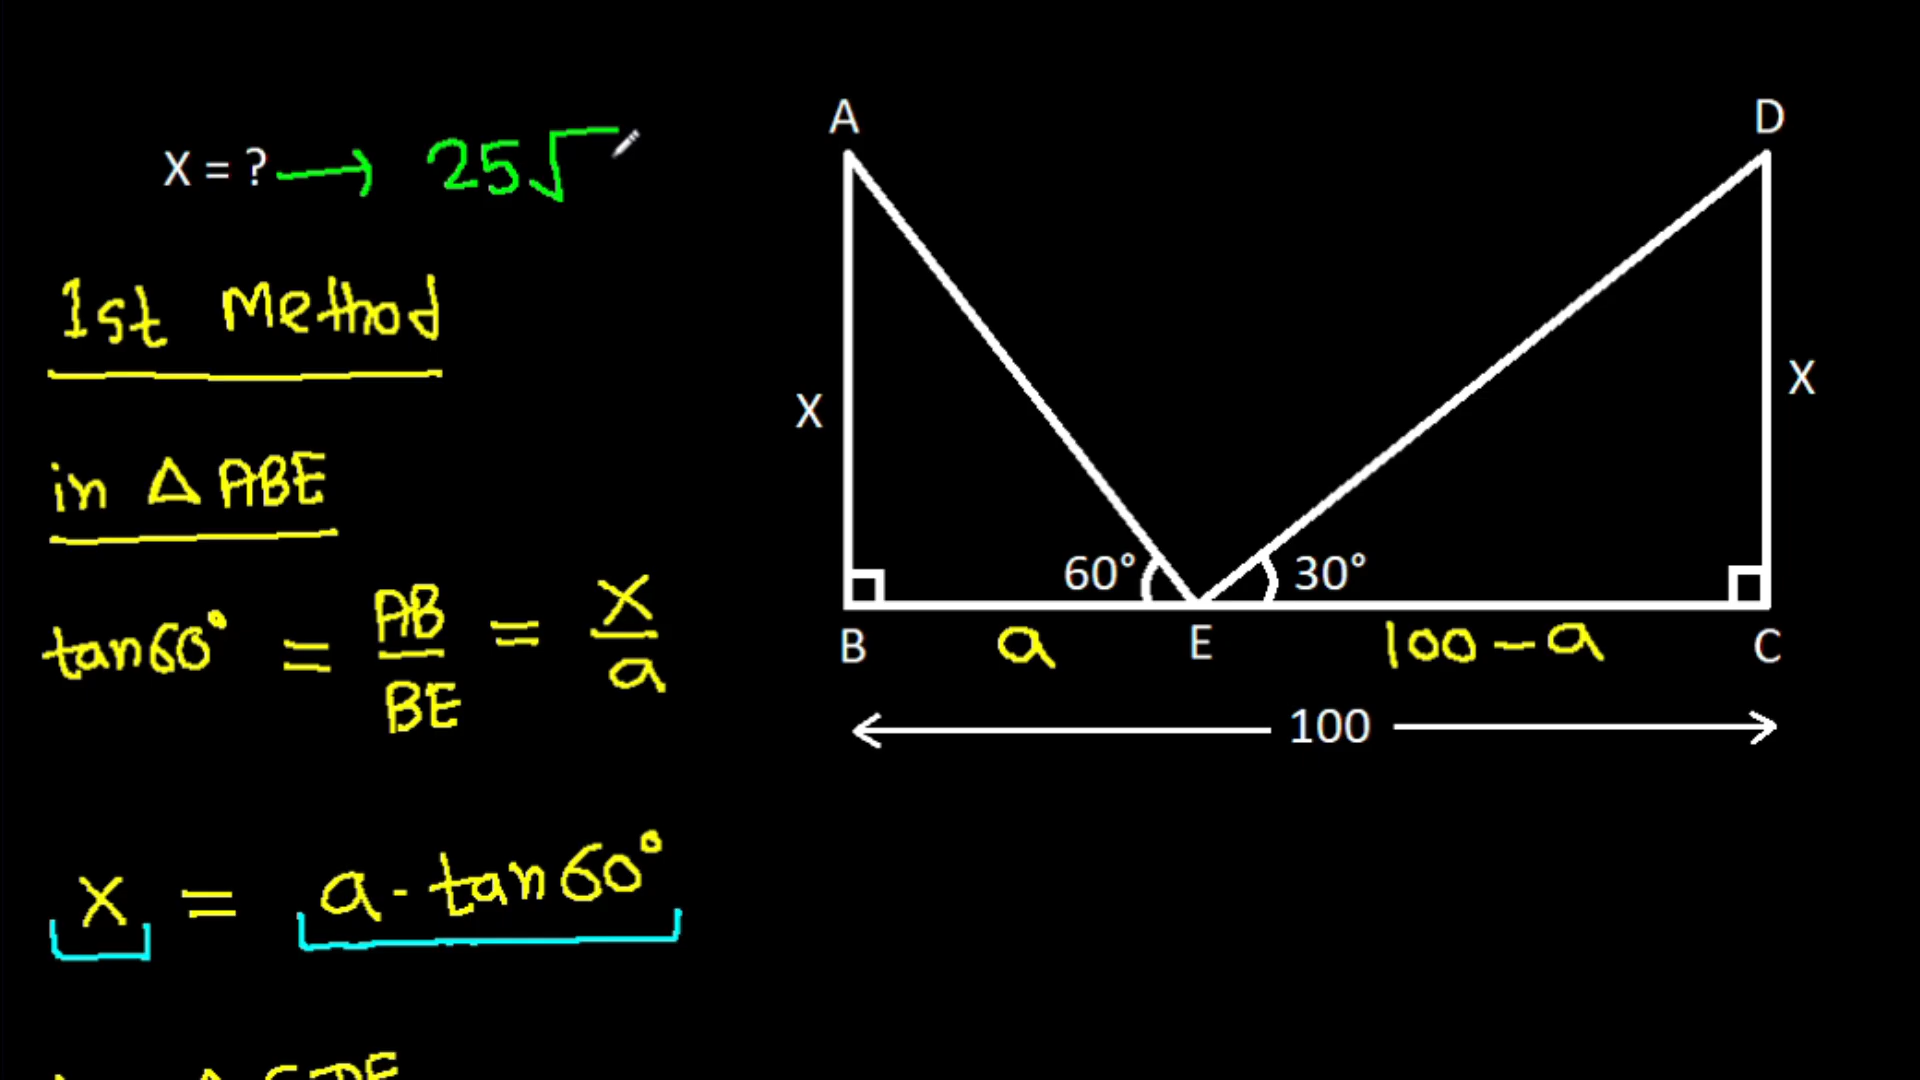 X = ? → 25√
1st Method
in Δ ABE
tan60° = AB/BE = X/a
x = a · tan60°
A
D
X
X
60°
30°
B
a
E
100 - a
C
100